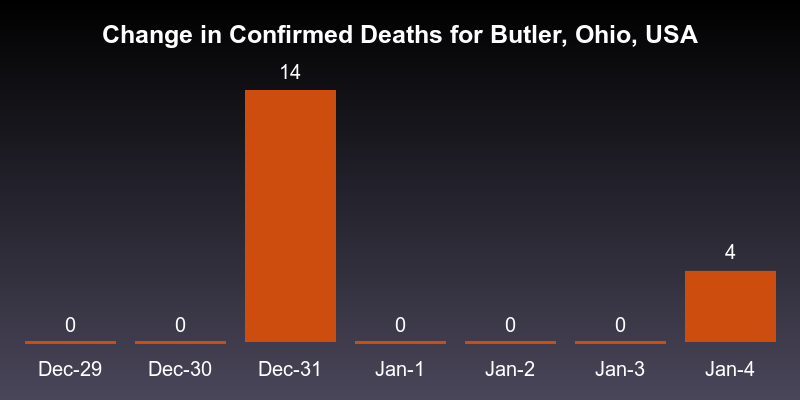 Change in Confirmed Deaths for Butler, Ohio, USA
14
4
0 0 0 0 0
Dec-29 Dec-30 Dec-31 Jan-1 Jan-2 Jan-3 Jan-4